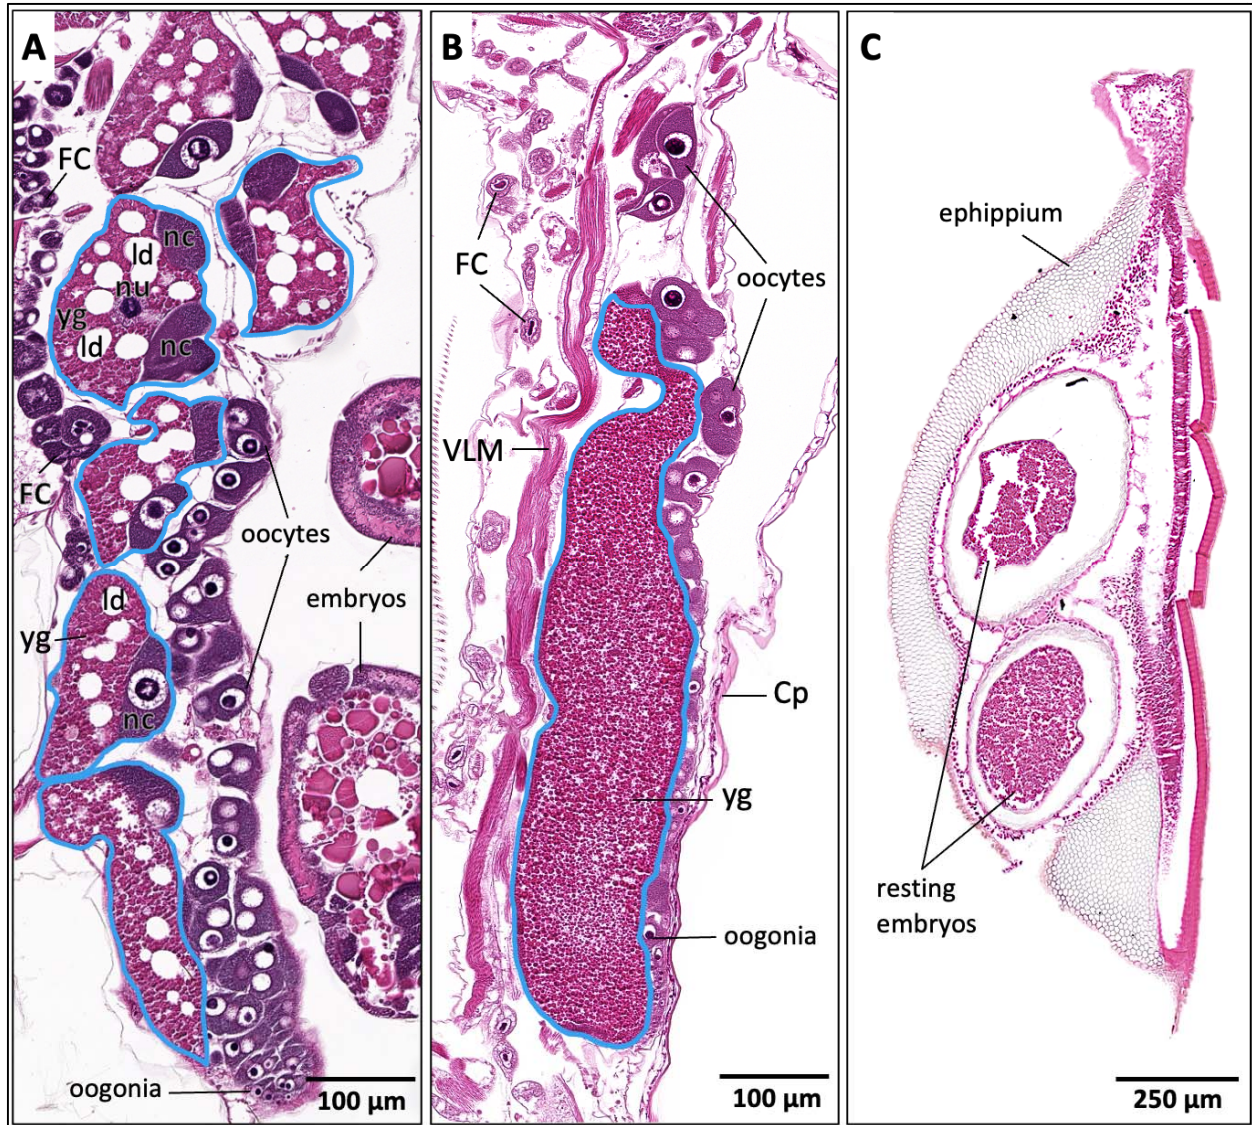 A
FC
nc
ld
nu
yg
ld
nc
FC
oocytes
embryos
ld
yg
nc
oogonia
100 µm
B
FC
oocytes
VLM
Cp
yg
oogonia
100 µm
C
ephippium
resting
embryos
250 µm